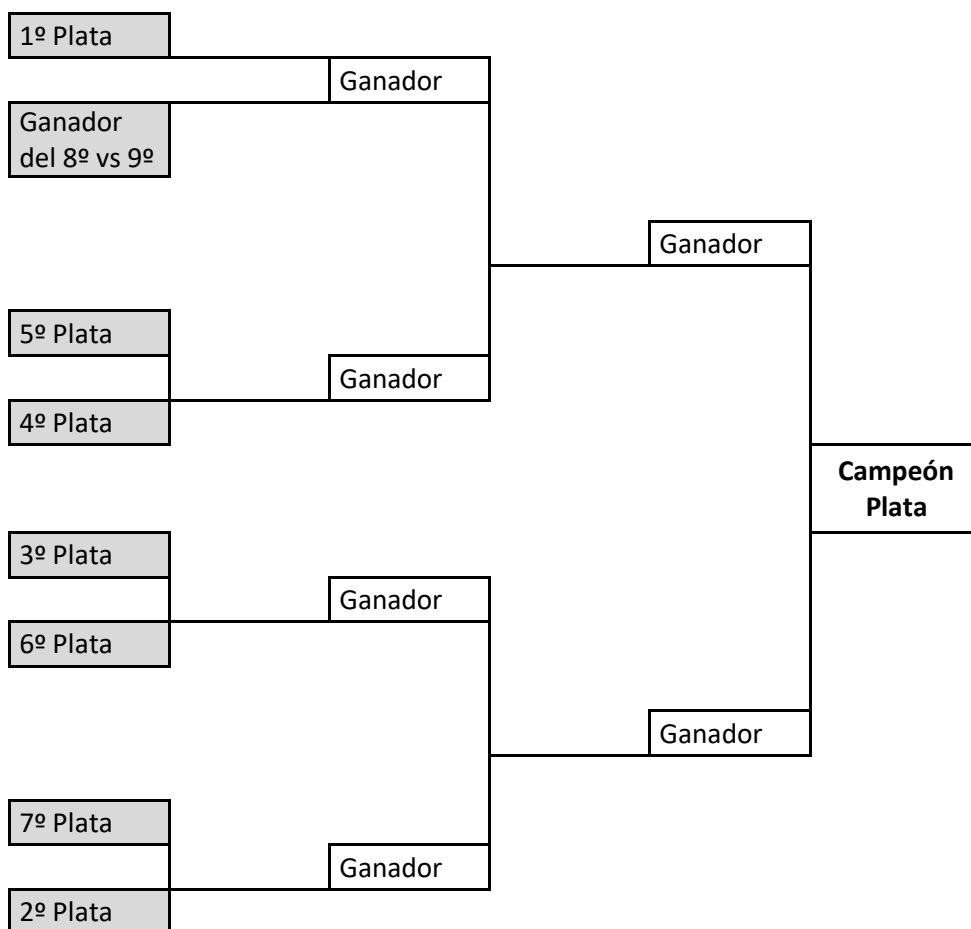 1º Plata
Ganador
Ganador
del 8º vs 9º
Ganador
5º Plata
Ganador
4º Plata
Campeón
Plata
3º Plata
Ganador
6º Plata
Ganador
7º Plata
Ganador
2º Plata